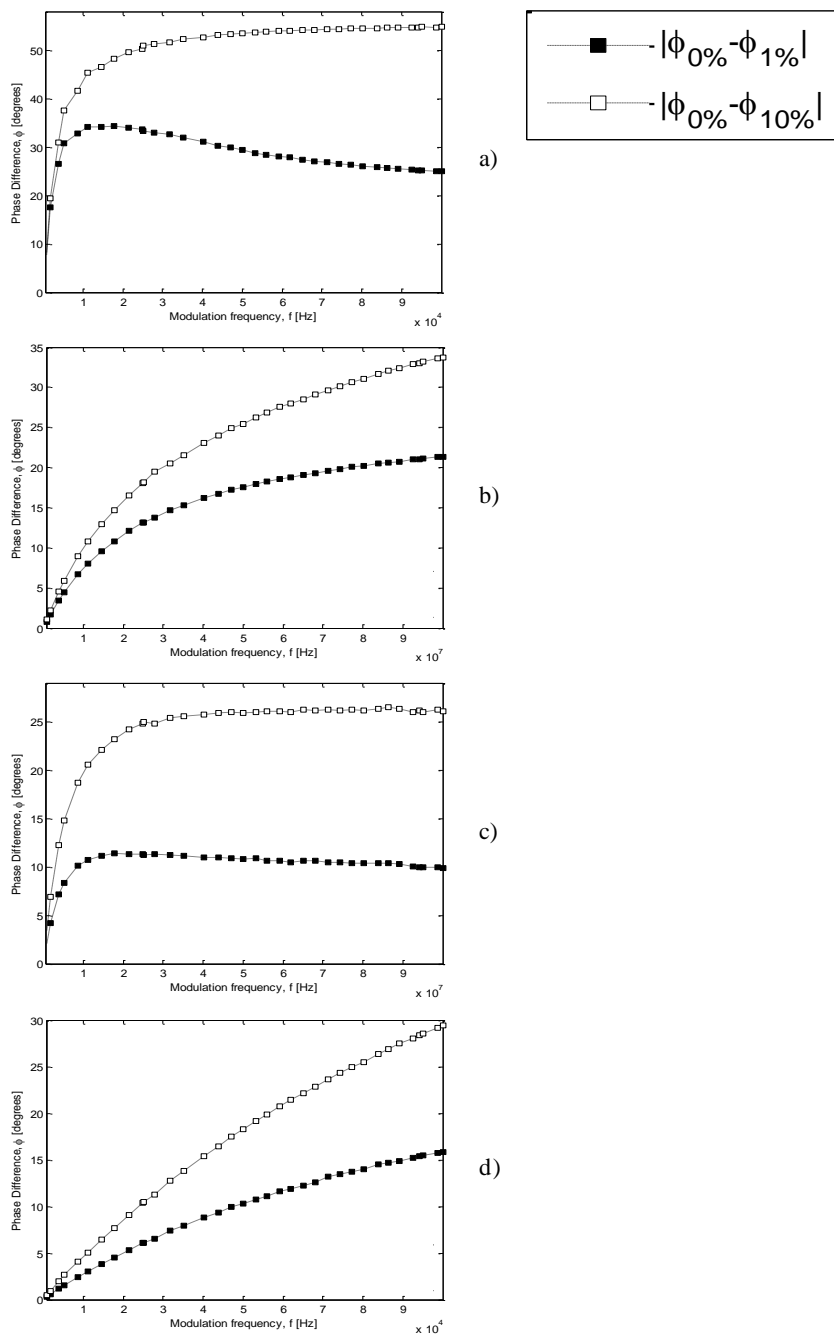 |ϕ0%-ϕ1%|
|ϕ0%-ϕ10%|
Phase Difference, ϕ [degrees]
50
40
30
20
10
0
1 2 3 4 5 6 7 8 9
Modulation frequency, f [Hz]
x 10^4
a)
Phase Difference, ϕ [degrees]
35
30
25
20
15
10
5
0
1 2 3 4 5 6 7 8 9
Modulation frequency, f [Hz]
x 10^7
b)
Phase Difference, ϕ [degrees]
25
20
15
10
5
0
1 2 3 4 5 6 7 8 9
Modulation frequency, f [Hz]
x 10^7
c)
Phase Difference, ϕ [degrees]
30
25
20
15
10
5
0
1 2 3 4 5 6 7 8 9
Modulation frequency, f [Hz]
x 10^4
d)